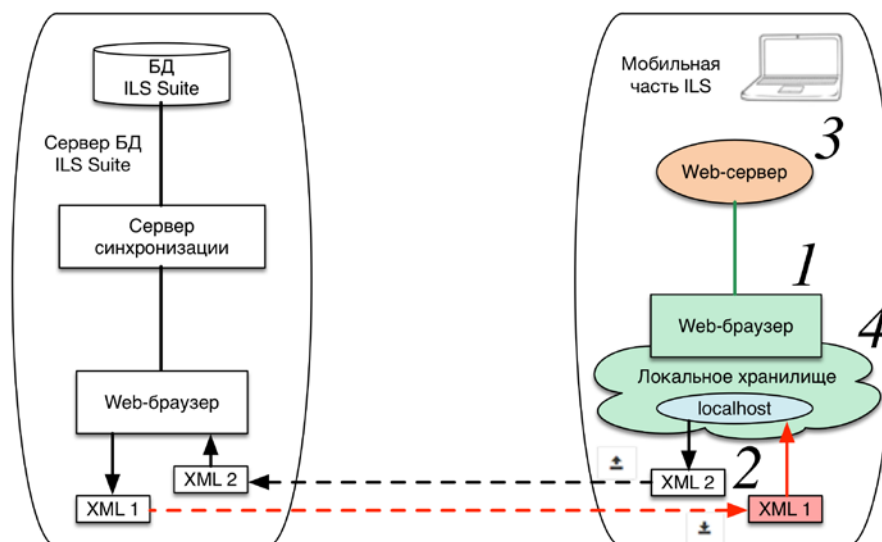 БД
ILS Suite
Сервер БД
ILS Suite
Сервер
синхронизации
Web-браузер
XML 2
XML 1
Мобильная
часть ILS
3
Web-сервер
1
Web-браузер
4
Локальное хранилище
localhost
2
XML 2
XML 1